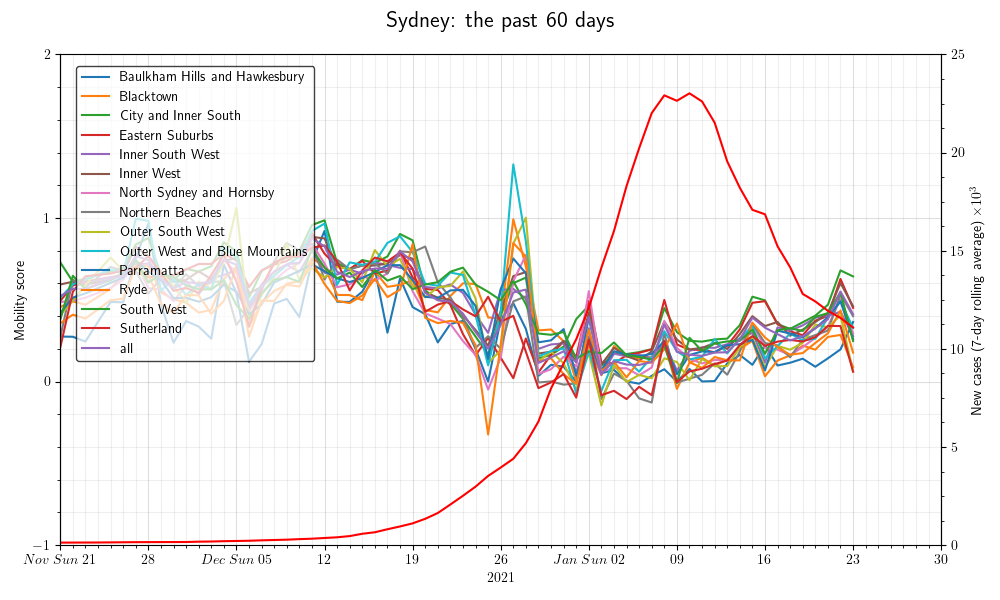 Sydney: the past 60 days
Mobility score
2
1
0
−1
Baulkham Hills and Hawkesbury
Blacktown
City and Inner South
Eastern Suburbs
Inner South West
Inner West
North Sydney and Hornsby
Northern Beaches
Outer South West
Outer West and Blue Mountains
Parramatta
Ryde
South West
Sutherland
all
25
20
15
10
5
0
New cases (7-day rolling average) ×10³
Nov Sun 21 28 Dec Sun 05 12 19 26 Jan Sun 02 09 16 23 30
2021